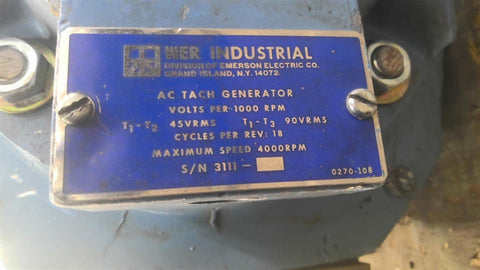 WER INDUSTRIAL
DIVISION OF EMERSON ELECTRIC CO.
GRAND ISLAND, N.Y. 14072.
AC TACH GENERATOR
VOLTS PER 1000 RPM
T1-T2 45VRMS T1-T3 90VRMS
CYCLES PER REV: 18
MAXIMUM SPEED 4000RPM
S/N 3111-
0270-108